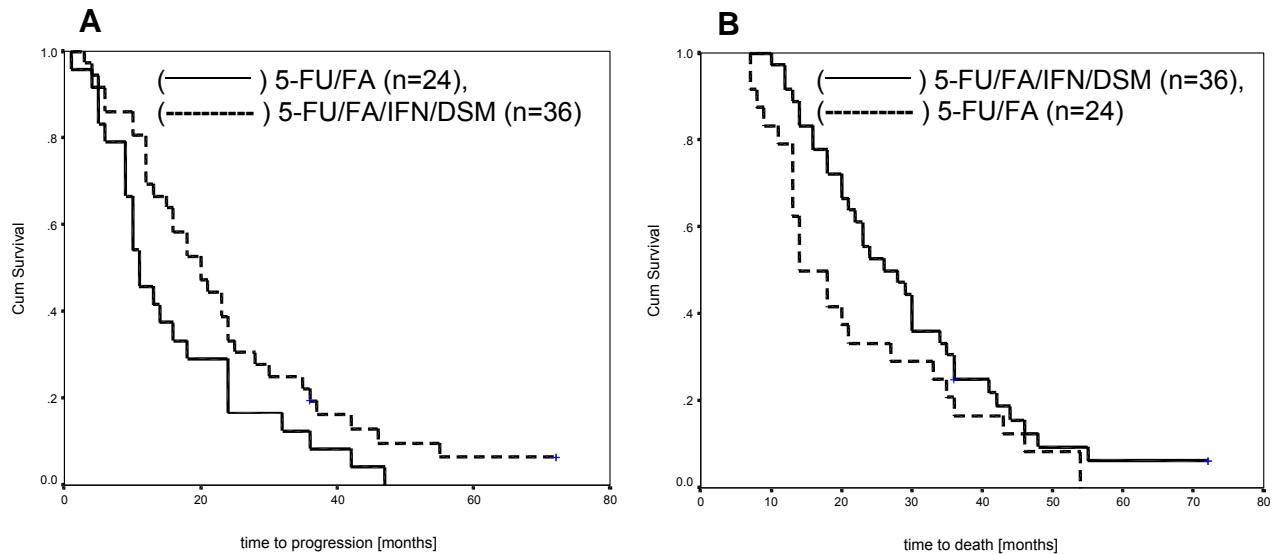 A
1.0
.8
.6
.4
.2
0.0
Cum Survival
( ) 5-FU/FA (n=24),
( ) 5-FU/FA/IFN/DSM (n=36)
0 20 40 60 80
time to progression [months]
B
1.0
.8
.6
.4
.2
0.0
Cum Survival
( ) 5-FU/FA/IFN/DSM (n=36),
( ) 5-FU/FA (n=24)
0 10 20 30 40 50 60 70 80
time to death [months]